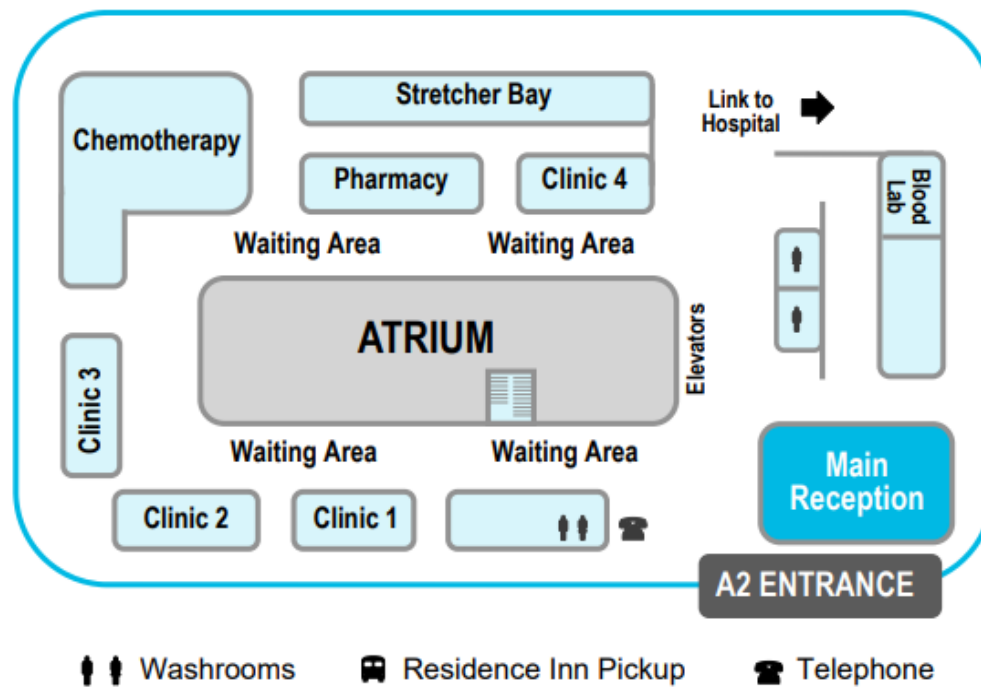 Stretcher Bay
Link to
Hospital
Chemotherapy
Pharmacy
Clinic 4
Blood
Lab
Waiting Area
Waiting Area
ATRIUM
Elevators
Clinic 3
Waiting Area
Waiting Area
Main
Reception
Clinic 2
Clinic 1
A2 ENTRANCE
Washrooms
Residence Inn Pickup
Telephone